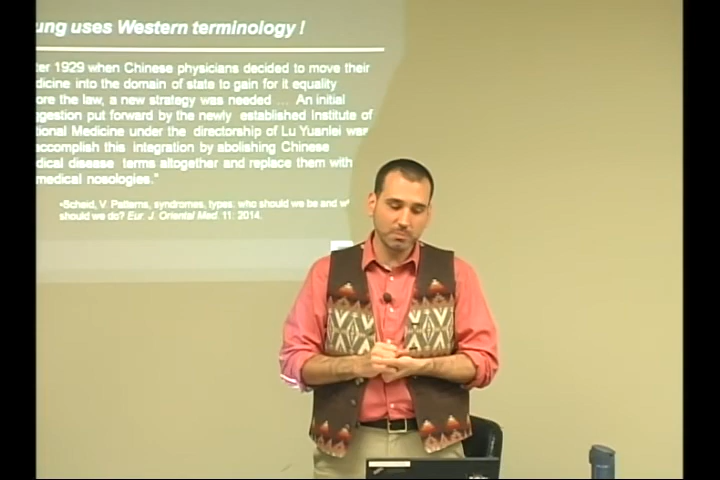 ung uses Western terminology !
ter 1929 when Chinese physicians decided to move their
dicine into the domain of state to gain for it equality
ore the law, a new strategy was needed ... An initial
ggestion put forward by the newly established Institute of
tional Medicine under the directorship of Lu Yuanlei was
accomplish this integration by abolishing Chinese
dical disease terms altogether and replace them with
medical nosologies."
•Scheid, V. Patterns, syndromes, types: who should we be and w
should we do? Eur. J. Oriental Med. 11: 2014.